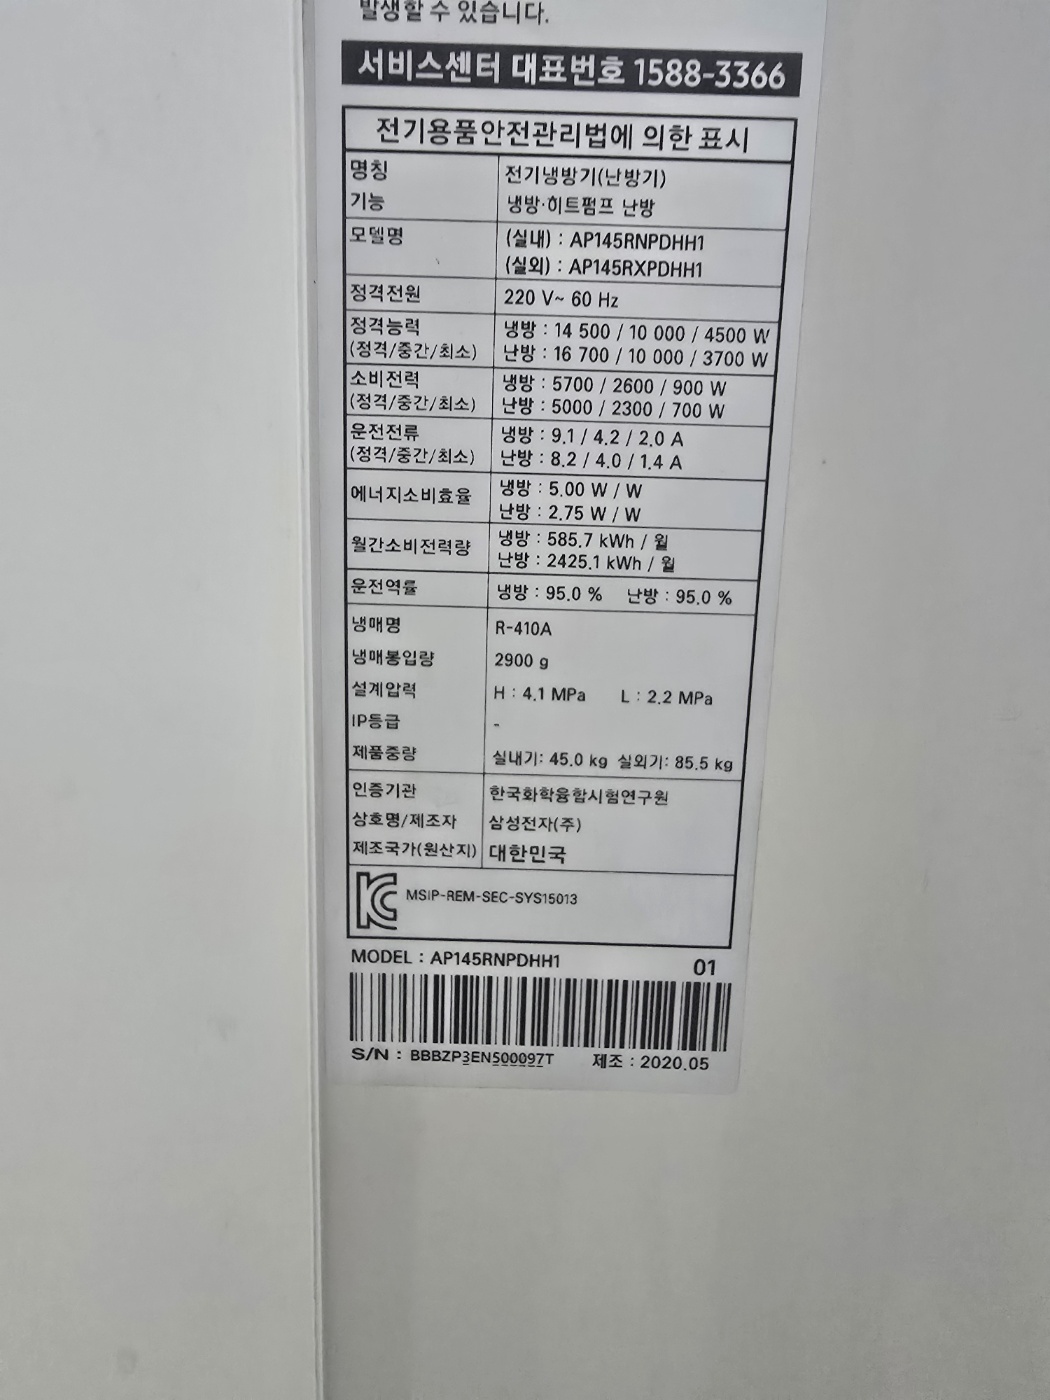 발생할 수 있습니다.
서비스센터 대표번호 1588-3366
전기용품안전관리법에 의한 표시
명칭 전기냉방기(난방기)
기능 냉방·히트펌프 난방
모델명 (실내) : AP145RNPDHH1
(실외) : AP145RXPDHH1
정격전원 220 V~ 60 Hz
정격능력 냉방 : 14 500 / 10 000 / 4500 W
(정격/중간/최소) 난방 : 16 700 / 10 000 / 3700 W
소비전력 냉방 : 5700 / 2600 / 900 W
(정격/중간/최소) 난방 : 5000 / 2300 / 700 W
운전전류 냉방 : 9.1 / 4.2 / 2.0 A
(정격/중간/최소) 난방 : 8.2 / 4.0 / 1.4 A
에너지소비효율 냉방 : 5.00 W / W
난방 : 2.75 W / W
월간소비전력량 냉방 : 585.7 kWh / 월
난방 : 2425.1 kWh / 월
운전역률 냉방 : 95.0 % 난방 : 95.0 %
냉매명 R-410A
냉매봉입량 2900 g
설계압력 H : 4.1 MPa L : 2.2 MPa
IP등급 -
제품중량 실내기: 45.0 kg 실외기: 85.5 kg
인증기관 한국화학융합시험연구원
상호명/제조자 삼성전자(주)
제조국가(원산지) 대한민국
MSIP-REM-SEC-SYS15013
MODEL : AP145RNPDHH1 01
S/N : BBBZP3EN500097T 제조 : 2020.05